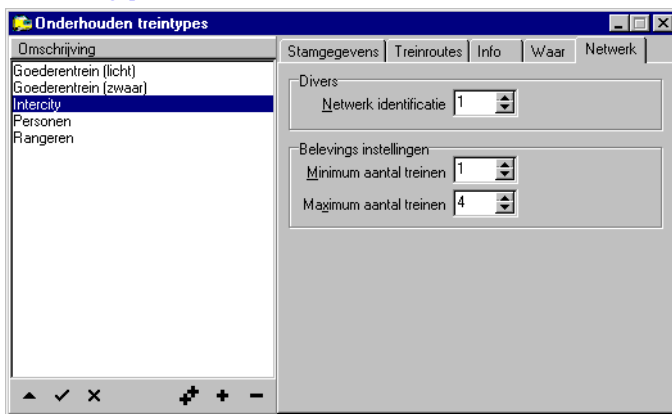 Onderhouden treintypes
Omschrijving
Goederentrein (licht)
Goederentrein (zwaar)
Intercity
Personen
Rangeren
Stamgegevens Treinroutes Info Waar Netwerk
Divers
Netwerk identificatie 1
Belevings instellingen
Minimum aantal treinen 1
Maximum aantal treinen 4